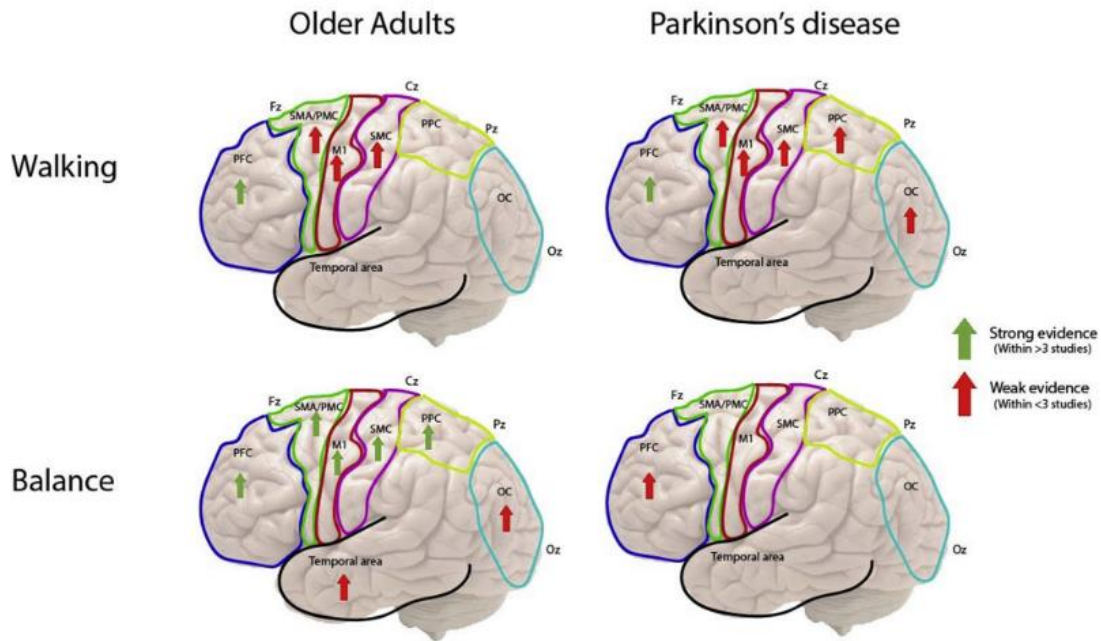 Older Adults
Parkinson's disease
Walking
Fz
SMA/PMC
Cz
PFC
M1
SMC
PPC
Pz
OC
Oz
Temporal area
Fz
SMA/PMC
Cz
PFC
M1
SMC
PPC
Pz
OC
Oz
Temporal area
Strong evidence
(Within >3 studies)
Weak evidence
(Within <3 studies)
Balance
Fz
SMA/PMC
Cz
PFC
M1
SMC
PPC
Pz
OC
Oz
Temporal area
Fz
SMA/PMC
Cz
PFC
M1
SMC
PPC
Pz
OC
Oz
Temporal area